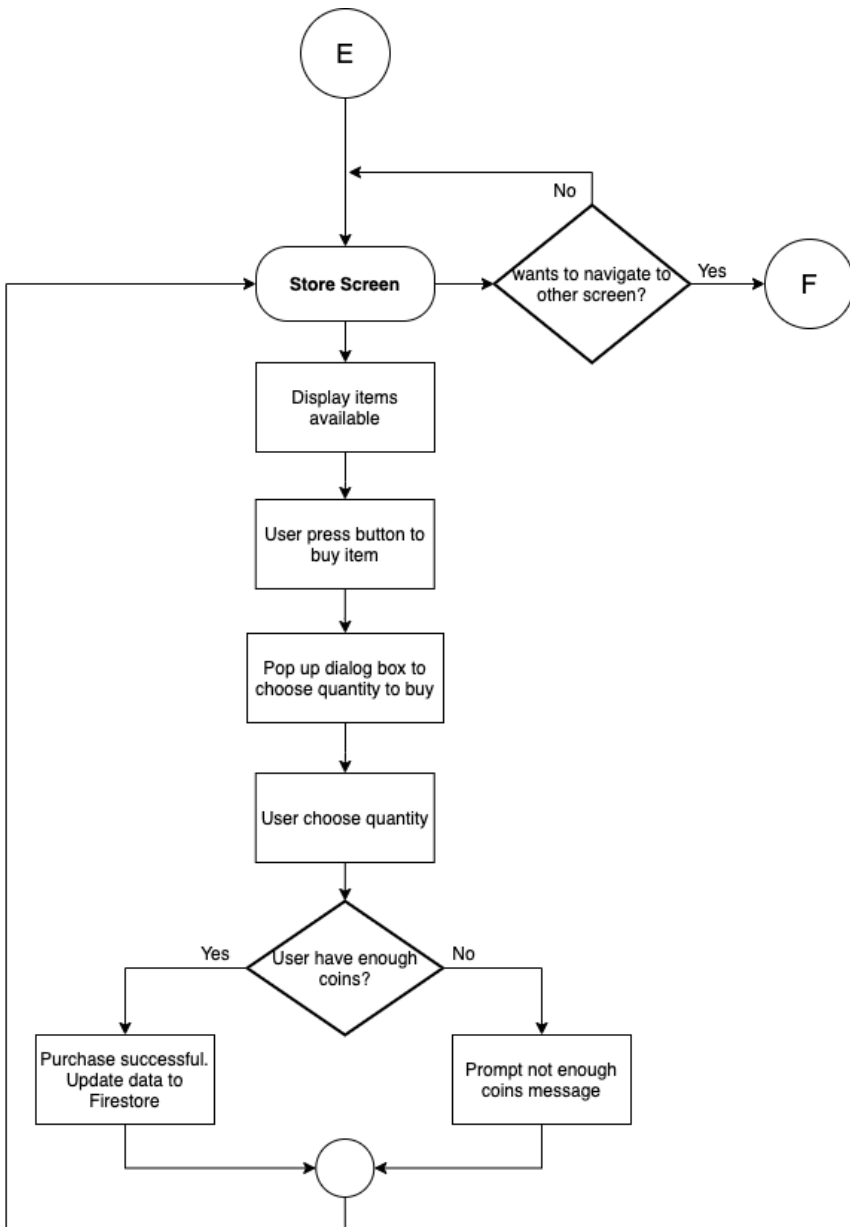 E
No
Store Screen
wants to navigate to
other screen?
Yes
F
Display items
available
User press button to
buy item
Pop up dialog box to
choose quantity to buy
User choose quantity
Yes
User have enough
coins?
No
Purchase successful.
Update data to
Firestore
Prompt not enough
coins message